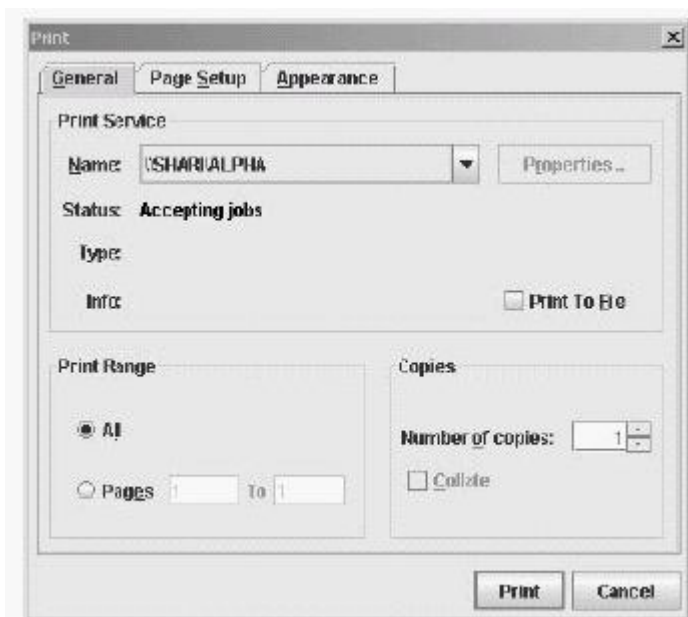 Print
General Page Setup Appearance
Print Service
Name: \\SHARI\ALPHA Properties...
Status: Accepting jobs
Type:
Info:
Print To File
Print Range
All
Pages 1 To 1
Copies
Number of copies: 1
Collate
Print Cancel